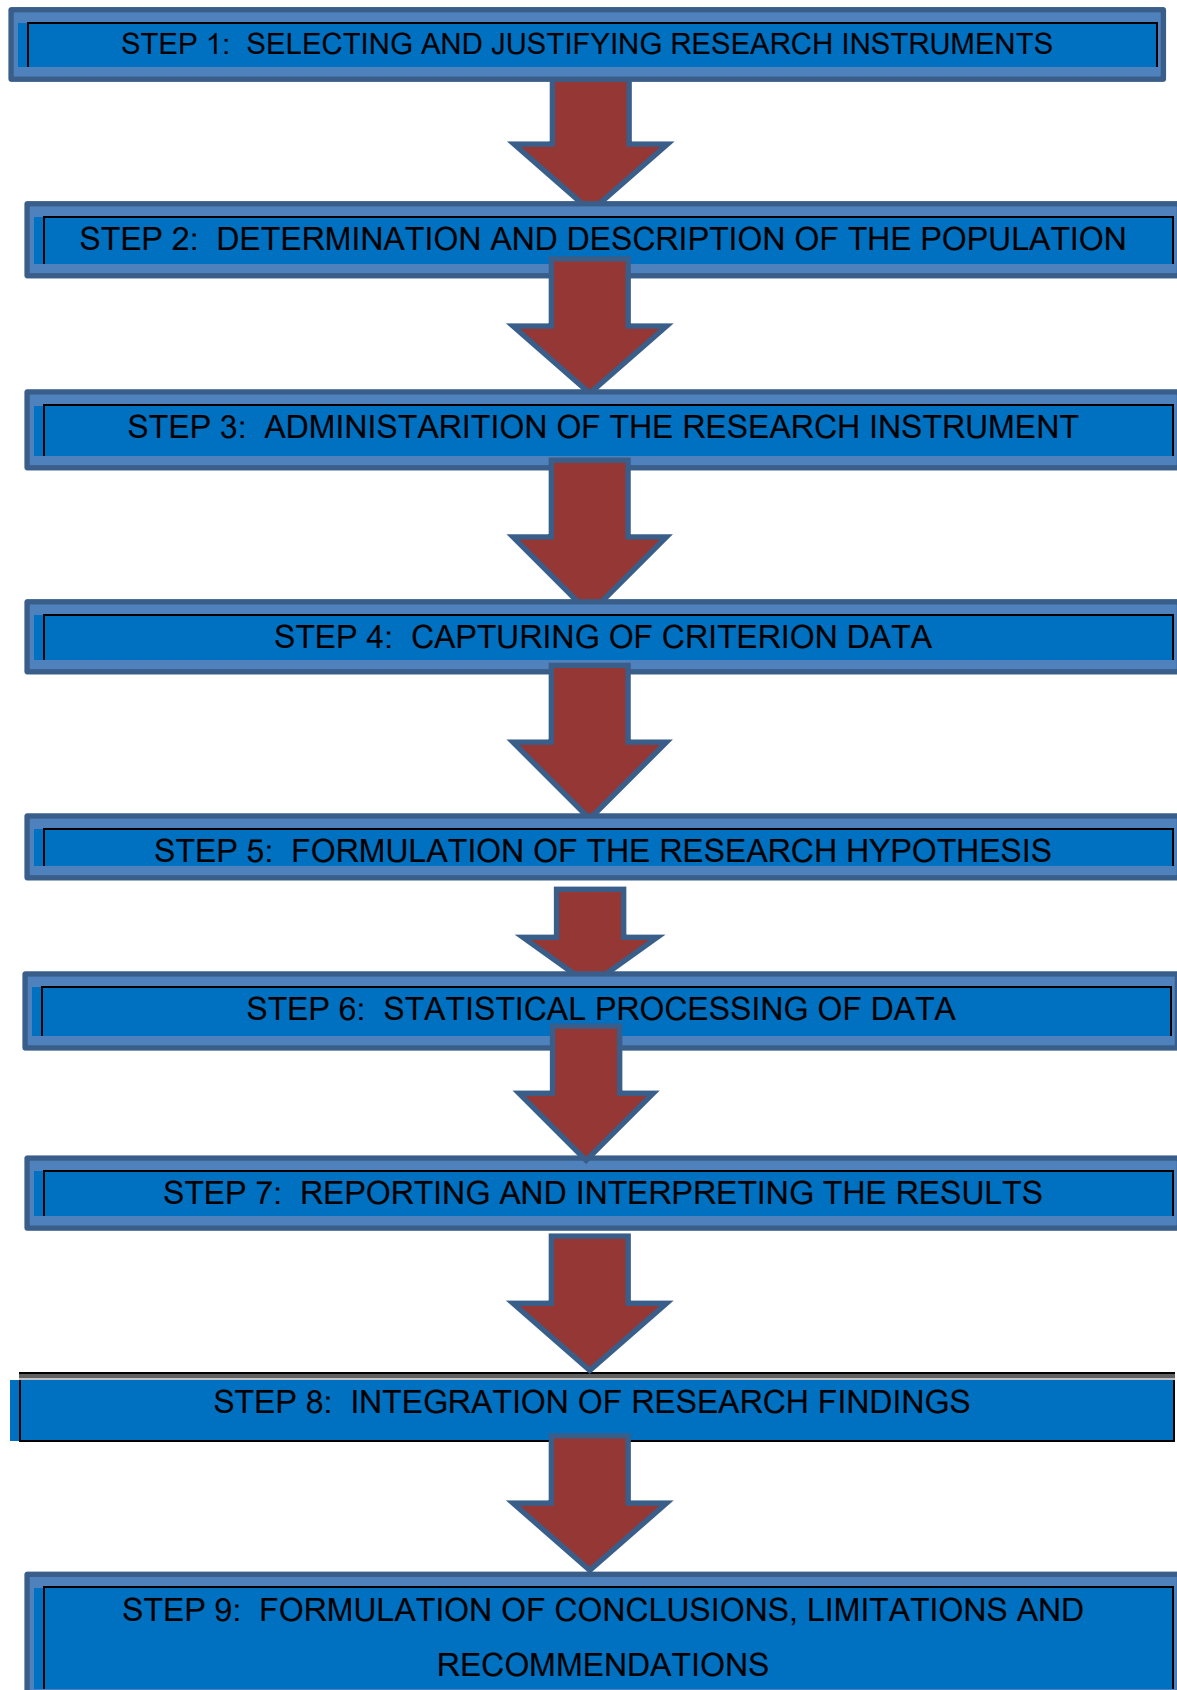 STEP 1: SELECTING AND JUSTIFYING RESEARCH INSTRUMENTS
STEP 2: DETERMINATION AND DESCRIPTION OF THE POPULATION
STEP 3: ADMINISTARITION OF THE RESEARCH INSTRUMENT
STEP 4: CAPTURING OF CRITERION DATA
STEP 5: FORMULATION OF THE RESEARCH HYPOTHESIS
STEP 6: STATISTICAL PROCESSING OF DATA
STEP 7: REPORTING AND INTERPRETING THE RESULTS
STEP 8: INTEGRATION OF RESEARCH FINDINGS
STEP 9: FORMULATION OF CONCLUSIONS, LIMITATIONS AND
RECOMMENDATIONS